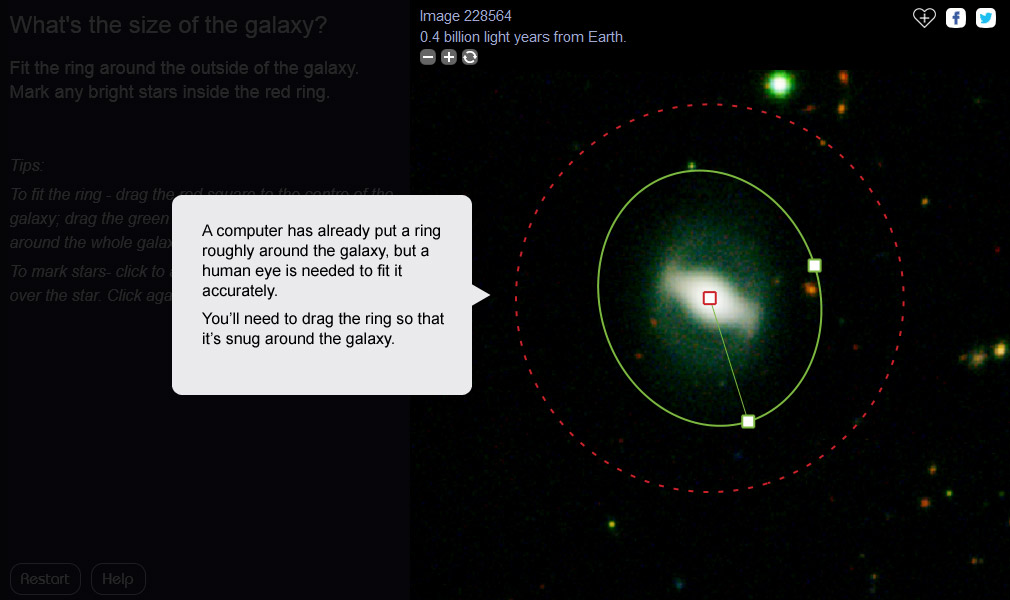 What's the size of the galaxy?
Fit the ring around the outside of the galaxy.
Mark any bright stars inside the red ring.
Tips:
To fit the ring - drag the red square to the centre of the
galaxy; drag the green
around the whole galax
To mark stars- click to
over the star. Click aga
A computer has already put a ring
roughly around the galaxy, but a
human eye is needed to fit it
accurately.
You’ll need to drag the ring so that
it’s snug around the galaxy.
Restart
Help
Image 228564
0.4 billion light years from Earth.